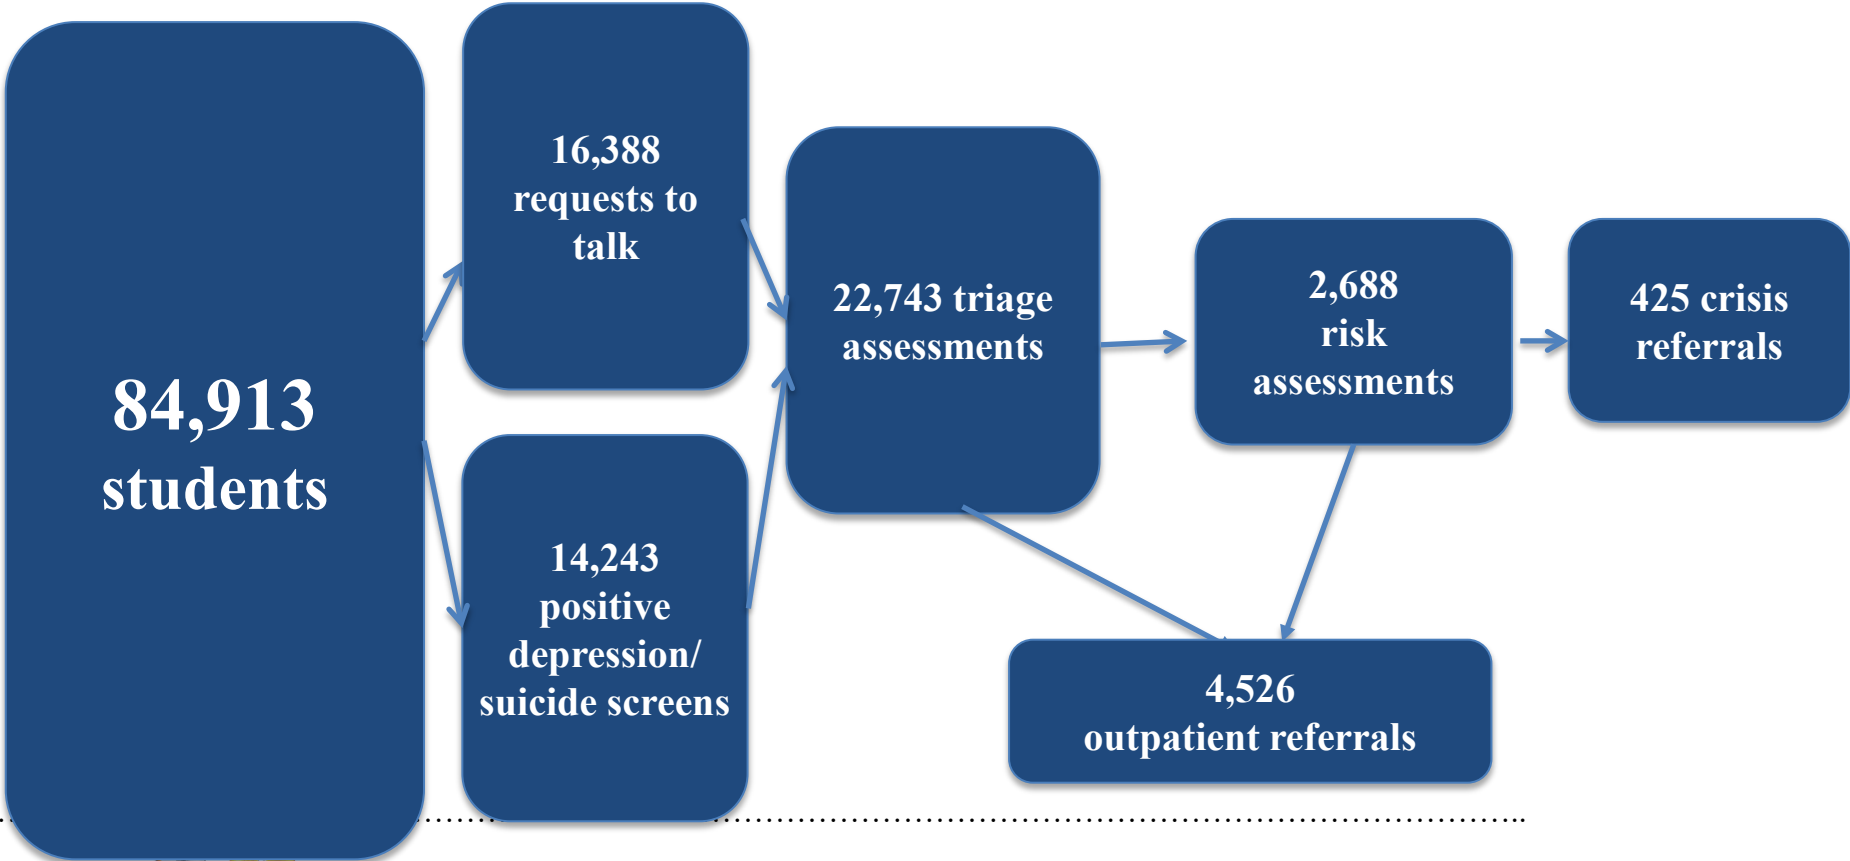 84,913
students
16,388
requests to
talk
14,243
positive
depression/
suicide screens
22,743 triage
assessments
2,688
risk
assessments
425 crisis
referrals
4,526
outpatient referrals